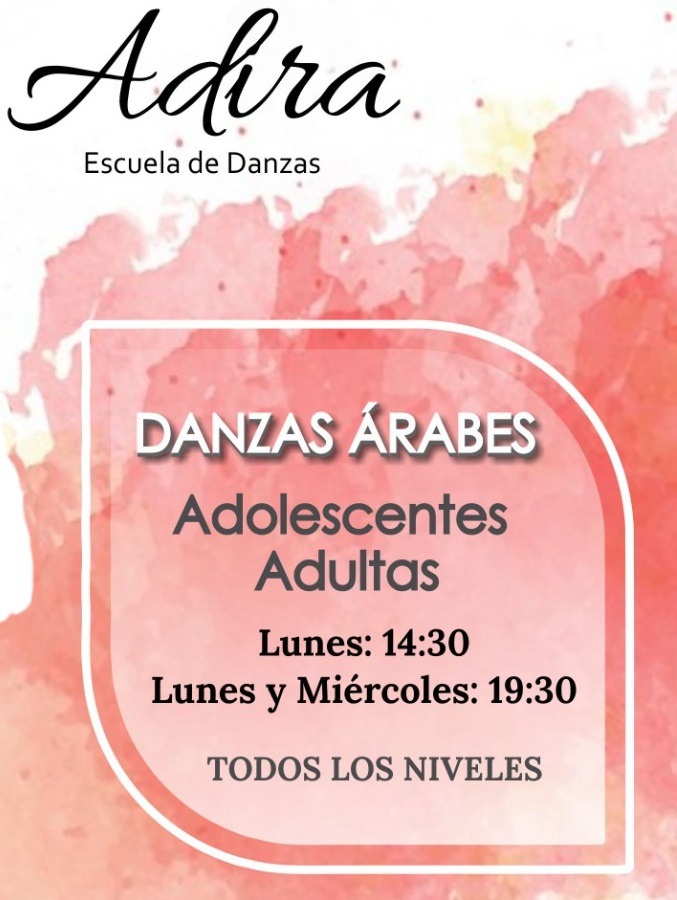 Adira
Escuela de Danzas
DANZAS ÁRABES
Adolescentes
Adultas
Lunes: 14:30
Lunes y Miércoles: 19:30
TODOS LOS NIVELES